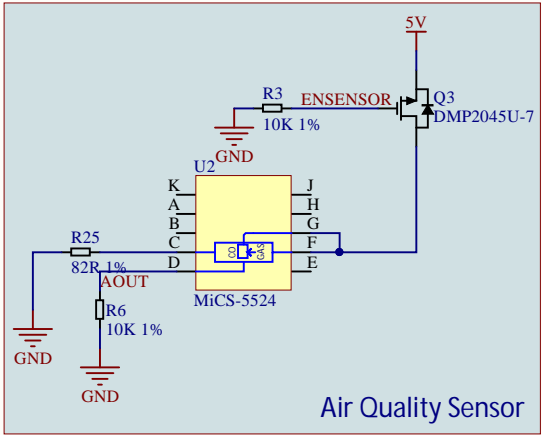 5V
R3
ENSENSOR
Q3
10K 1%
DMP2045U-7
GND
U2
K
J
A
H
B
G
R25
C
CO
GAS
F
82R 1%
D
E
AOUT
MiCS-5524
R6
10K 1%
GND
GND
Air Quality Sensor